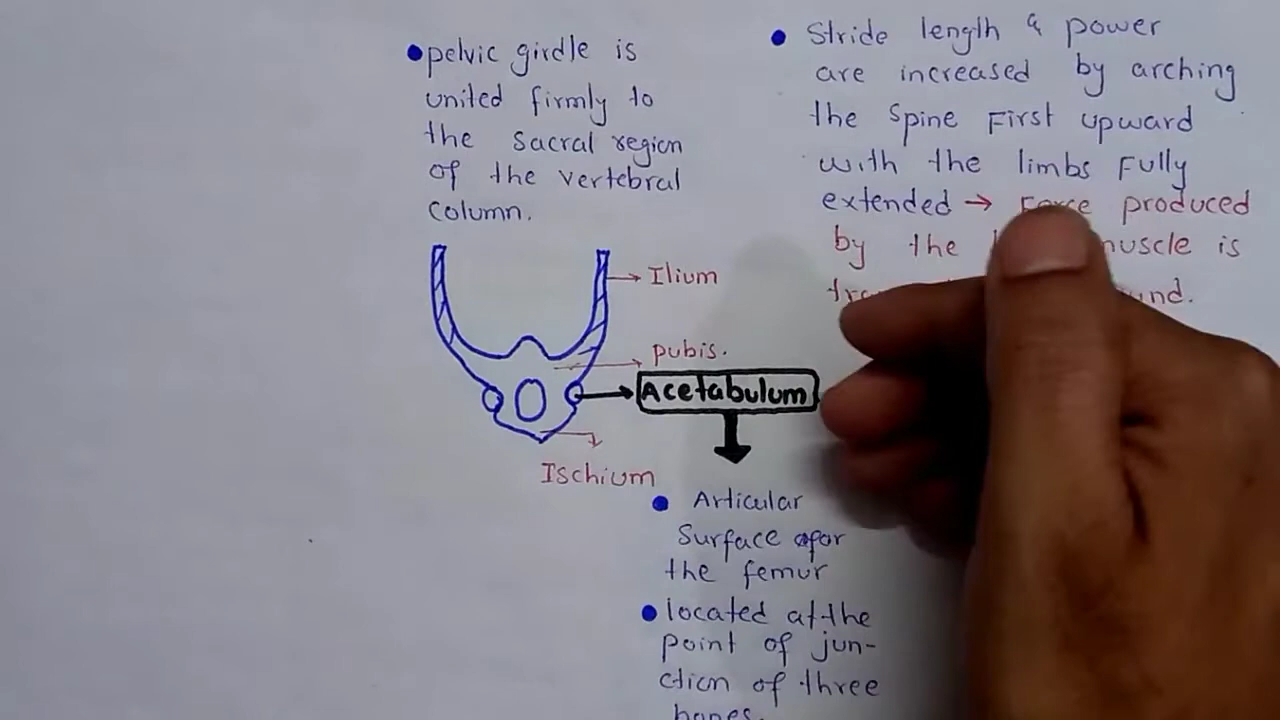 •pelvic girdle is
united firmly to
the sacral region
of the vertebral
column.
• Stride length & power
are increased by arching
the spine First upward
with the limbs Fully
extended → Force produced
by the muscle is
Ilium
pubis.
Acetabulum
Ischium
• Articular
Surface for
the femur
•located at the
point of jun-
ction of three
bones.